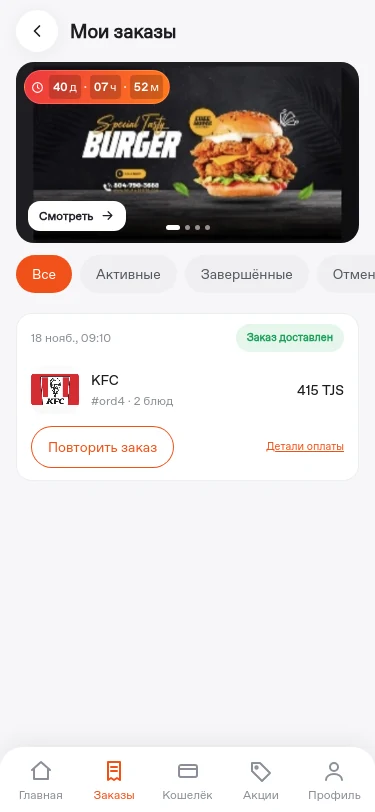 Мои заказы
40 д · 07 ч · 52 м
Special Tasty
BURGER
Смотреть →
Все
Активные
Завершённые
Отмен
18 нояб., 09:10
Заказ доставлен
KFC
KFC
#ord4 · 2 блюд
415 TJS
Повторить заказ
Детали оплаты
Главная
Заказы
Кошелёк
Акции
Профиль